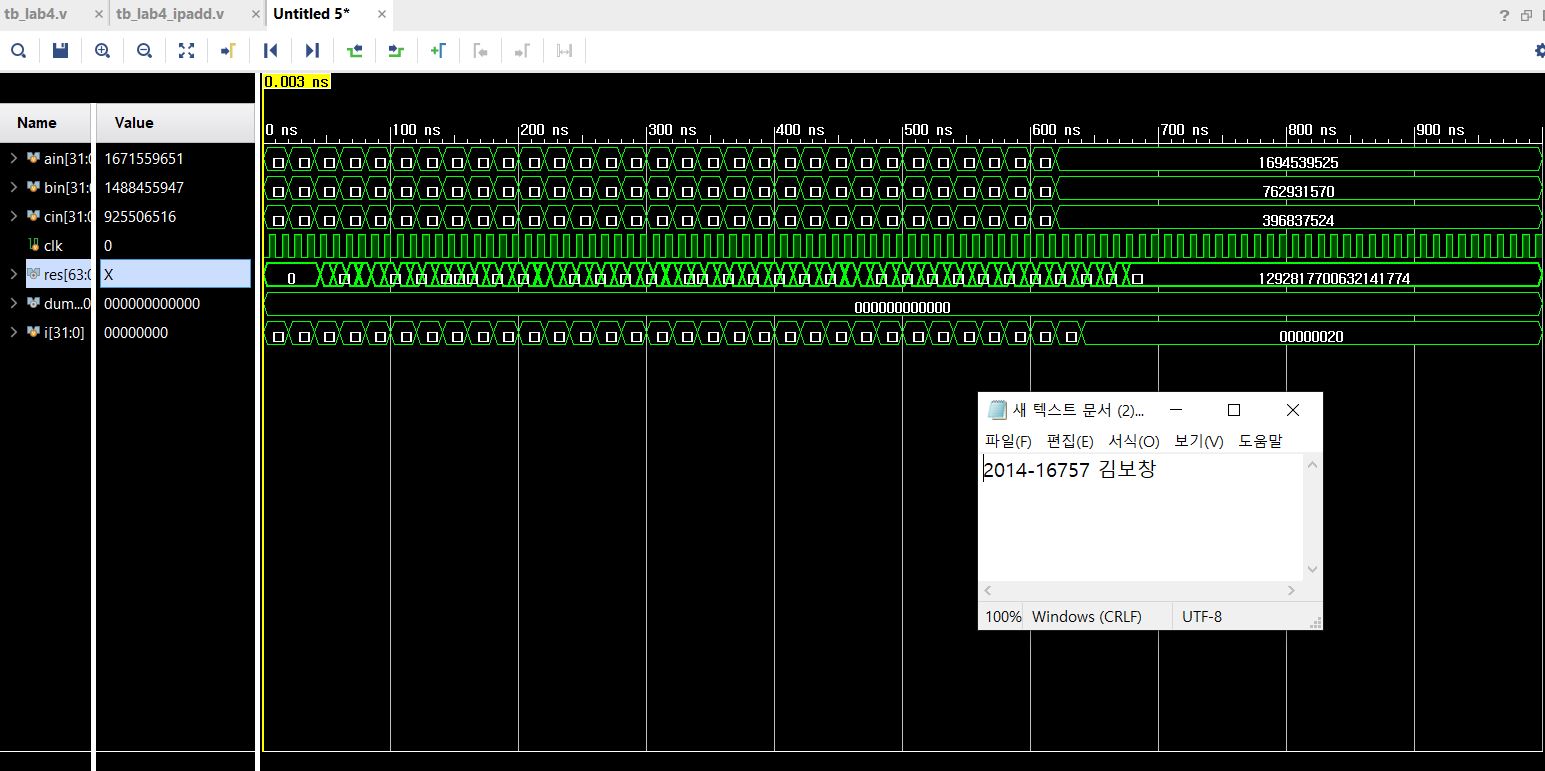 tb_lab4.v × tb_lab4_ipadd.v × Untitled 5* ×
0.003 ns
Name Value
0 ns 100 ns 200 ns 300 ns 400 ns 500 ns 600 ns 700 ns 800 ns 900 ns
ain[31:0 1671559651 1694539525
bin[31:0 1488455947 762931570
cin[31:0 925506516 396837524
clk 0
res[63:0 X 0 1292817700632141774
dum...0 000000000000 000000000000
i[31:0] 00000000 00000020
새 텍스트 문서 (2)...
파일(F) 편집(E) 서식(O) 보기(V) 도움말
2014-16757 김보창
100% Windows (CRLF) UTF-8